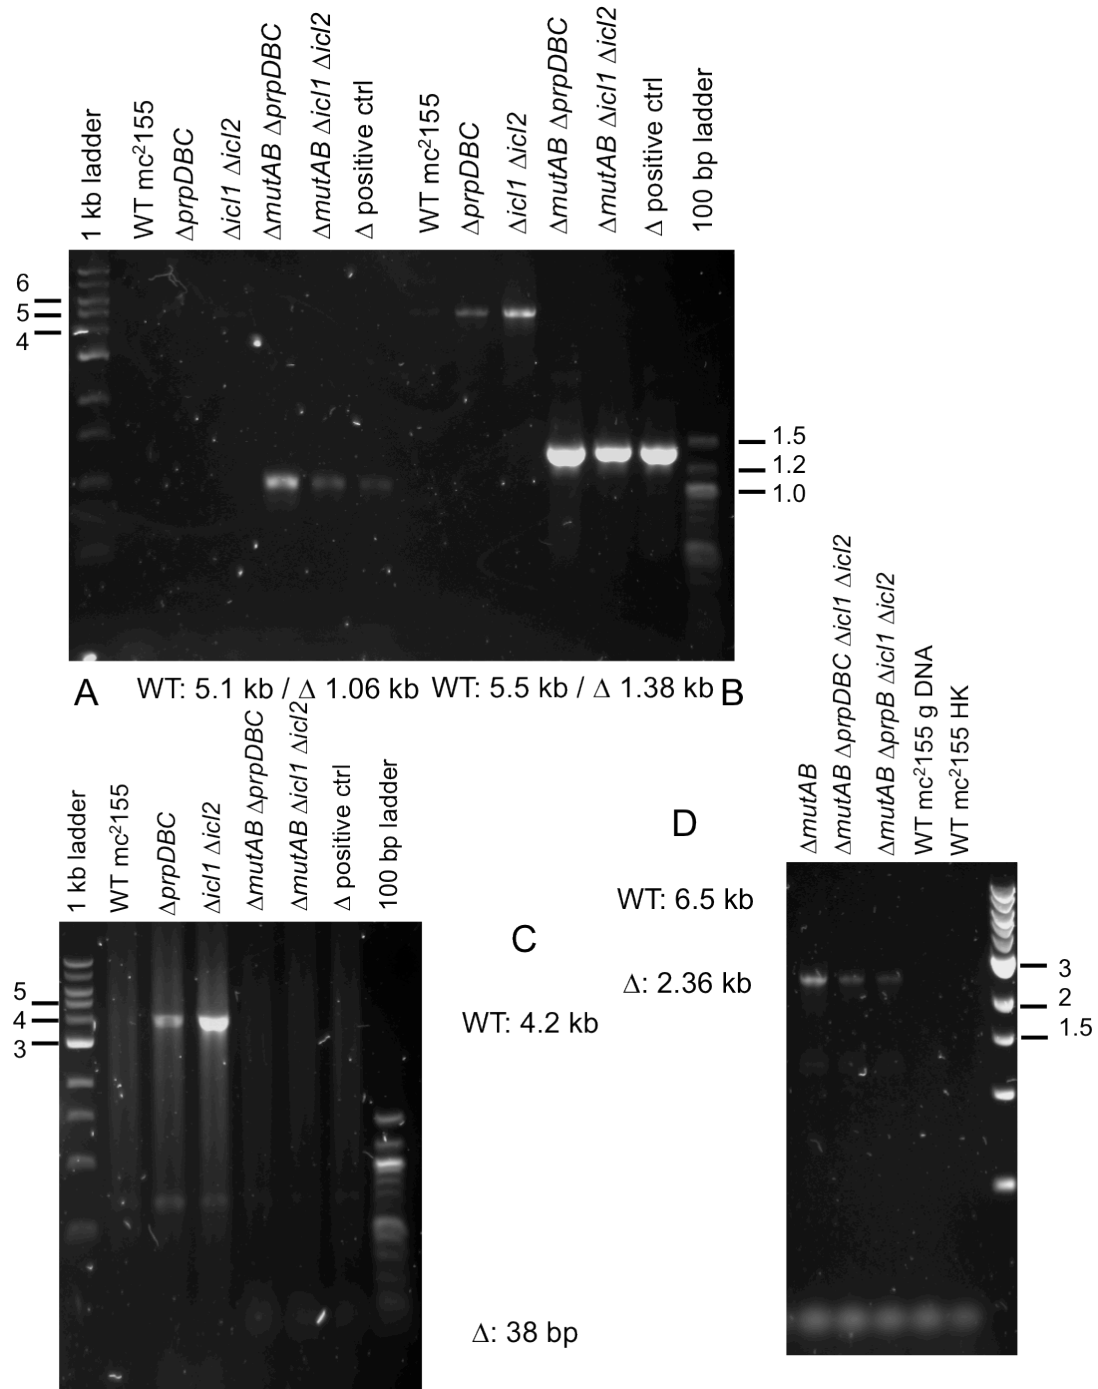 1 kb ladder
WT mc²155
ΔprpDBC
Δicl1 Δicl2
ΔmutAB ΔprpDBC
ΔmutAB Δicl1 Δicl2
Δ positive ctrl
WT mc²155
ΔprpDBC
Δicl1 Δicl2
ΔmutAB ΔprpDBC
ΔmutAB Δicl1 Δicl2
Δ positive ctrl
100 bp ladder
6
5
4
1.5
1.2
1.0
A
WT: 5.1 kb / Δ 1.06 kb
WT: 5.5 kb / Δ 1.38 kb
B
1 kb ladder
WT mc²155
ΔprpDBC
Δicl1 Δicl2
ΔmutAB ΔprpDBC
ΔmutAB Δicl1 Δicl2
Δ positive ctrl
100 bp ladder
5
4
3
C
WT: 4.2 kb
Δ: 38 bp
D
ΔmutAB
ΔmutAB ΔprpDBC Δicl1 Δicl2
ΔmutAB ΔprpB Δicl1 Δicl2
WT mc²155 g DNA
WT mc²155 HK
WT: 6.5 kb
Δ: 2.36 kb
3
2
1.5